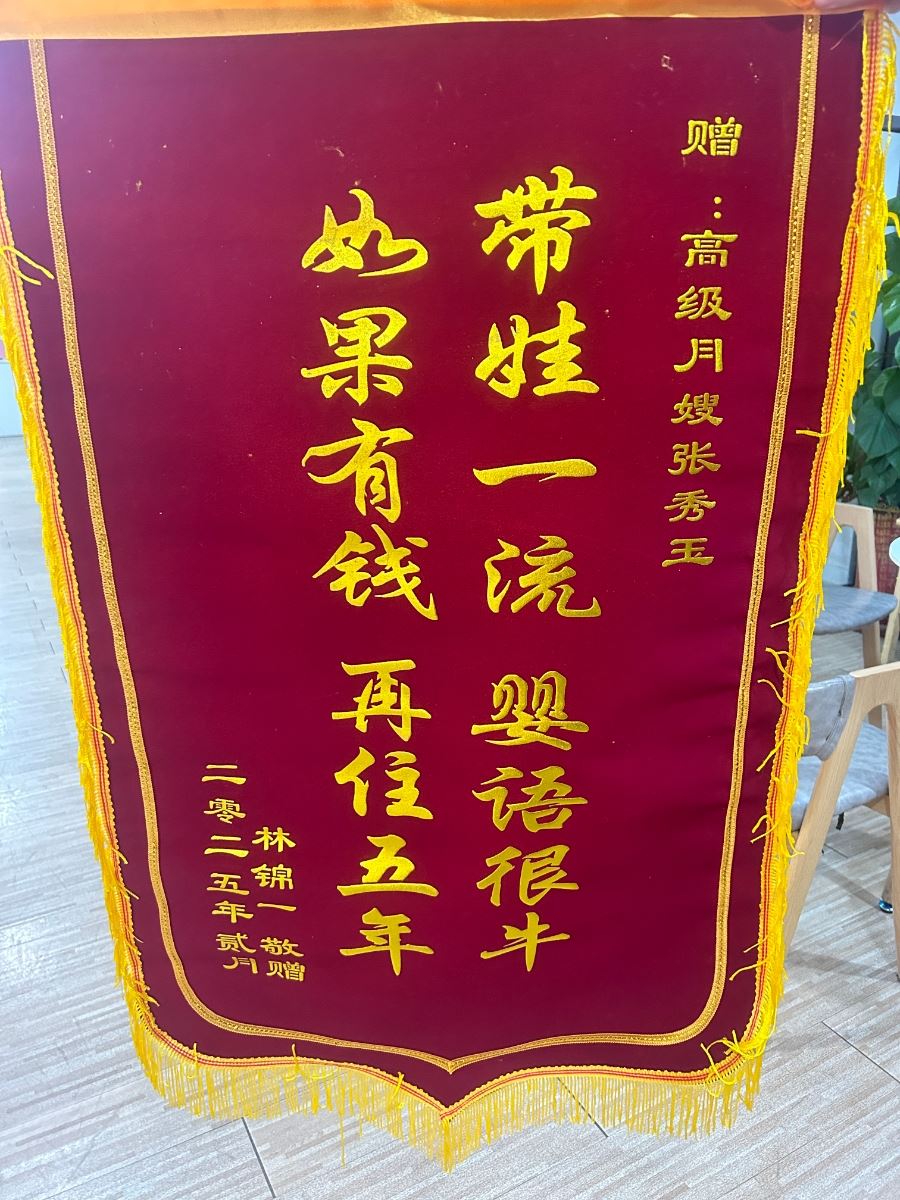 赠：高级月嫂张秀玉
带娃一流 婴语很牛
如果有钱 再住五年
林锦一 敬赠
二零二五年贰月